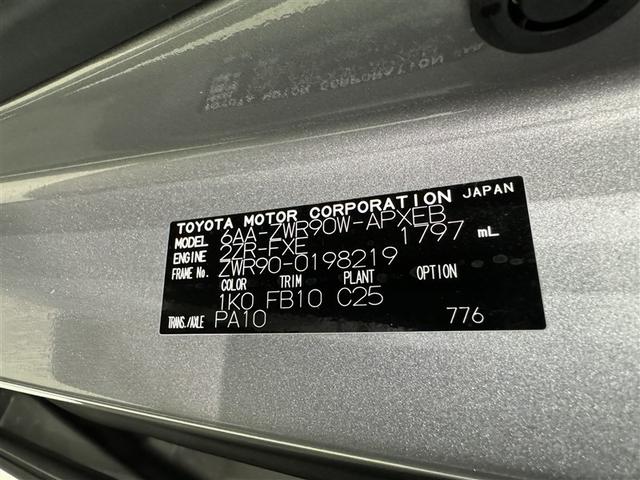 TOYOTA MOTOR CORPORATION JAPAN
MODEL 6AA-ZWR90W-APXEB
ENGINE 2ZR-FXE 1797 mL
FRAME No. ZWR90-0198219
COLOR TRIM PLANT OPTION
1K0 FB10 C25
TRANS./AXLE PA10 776